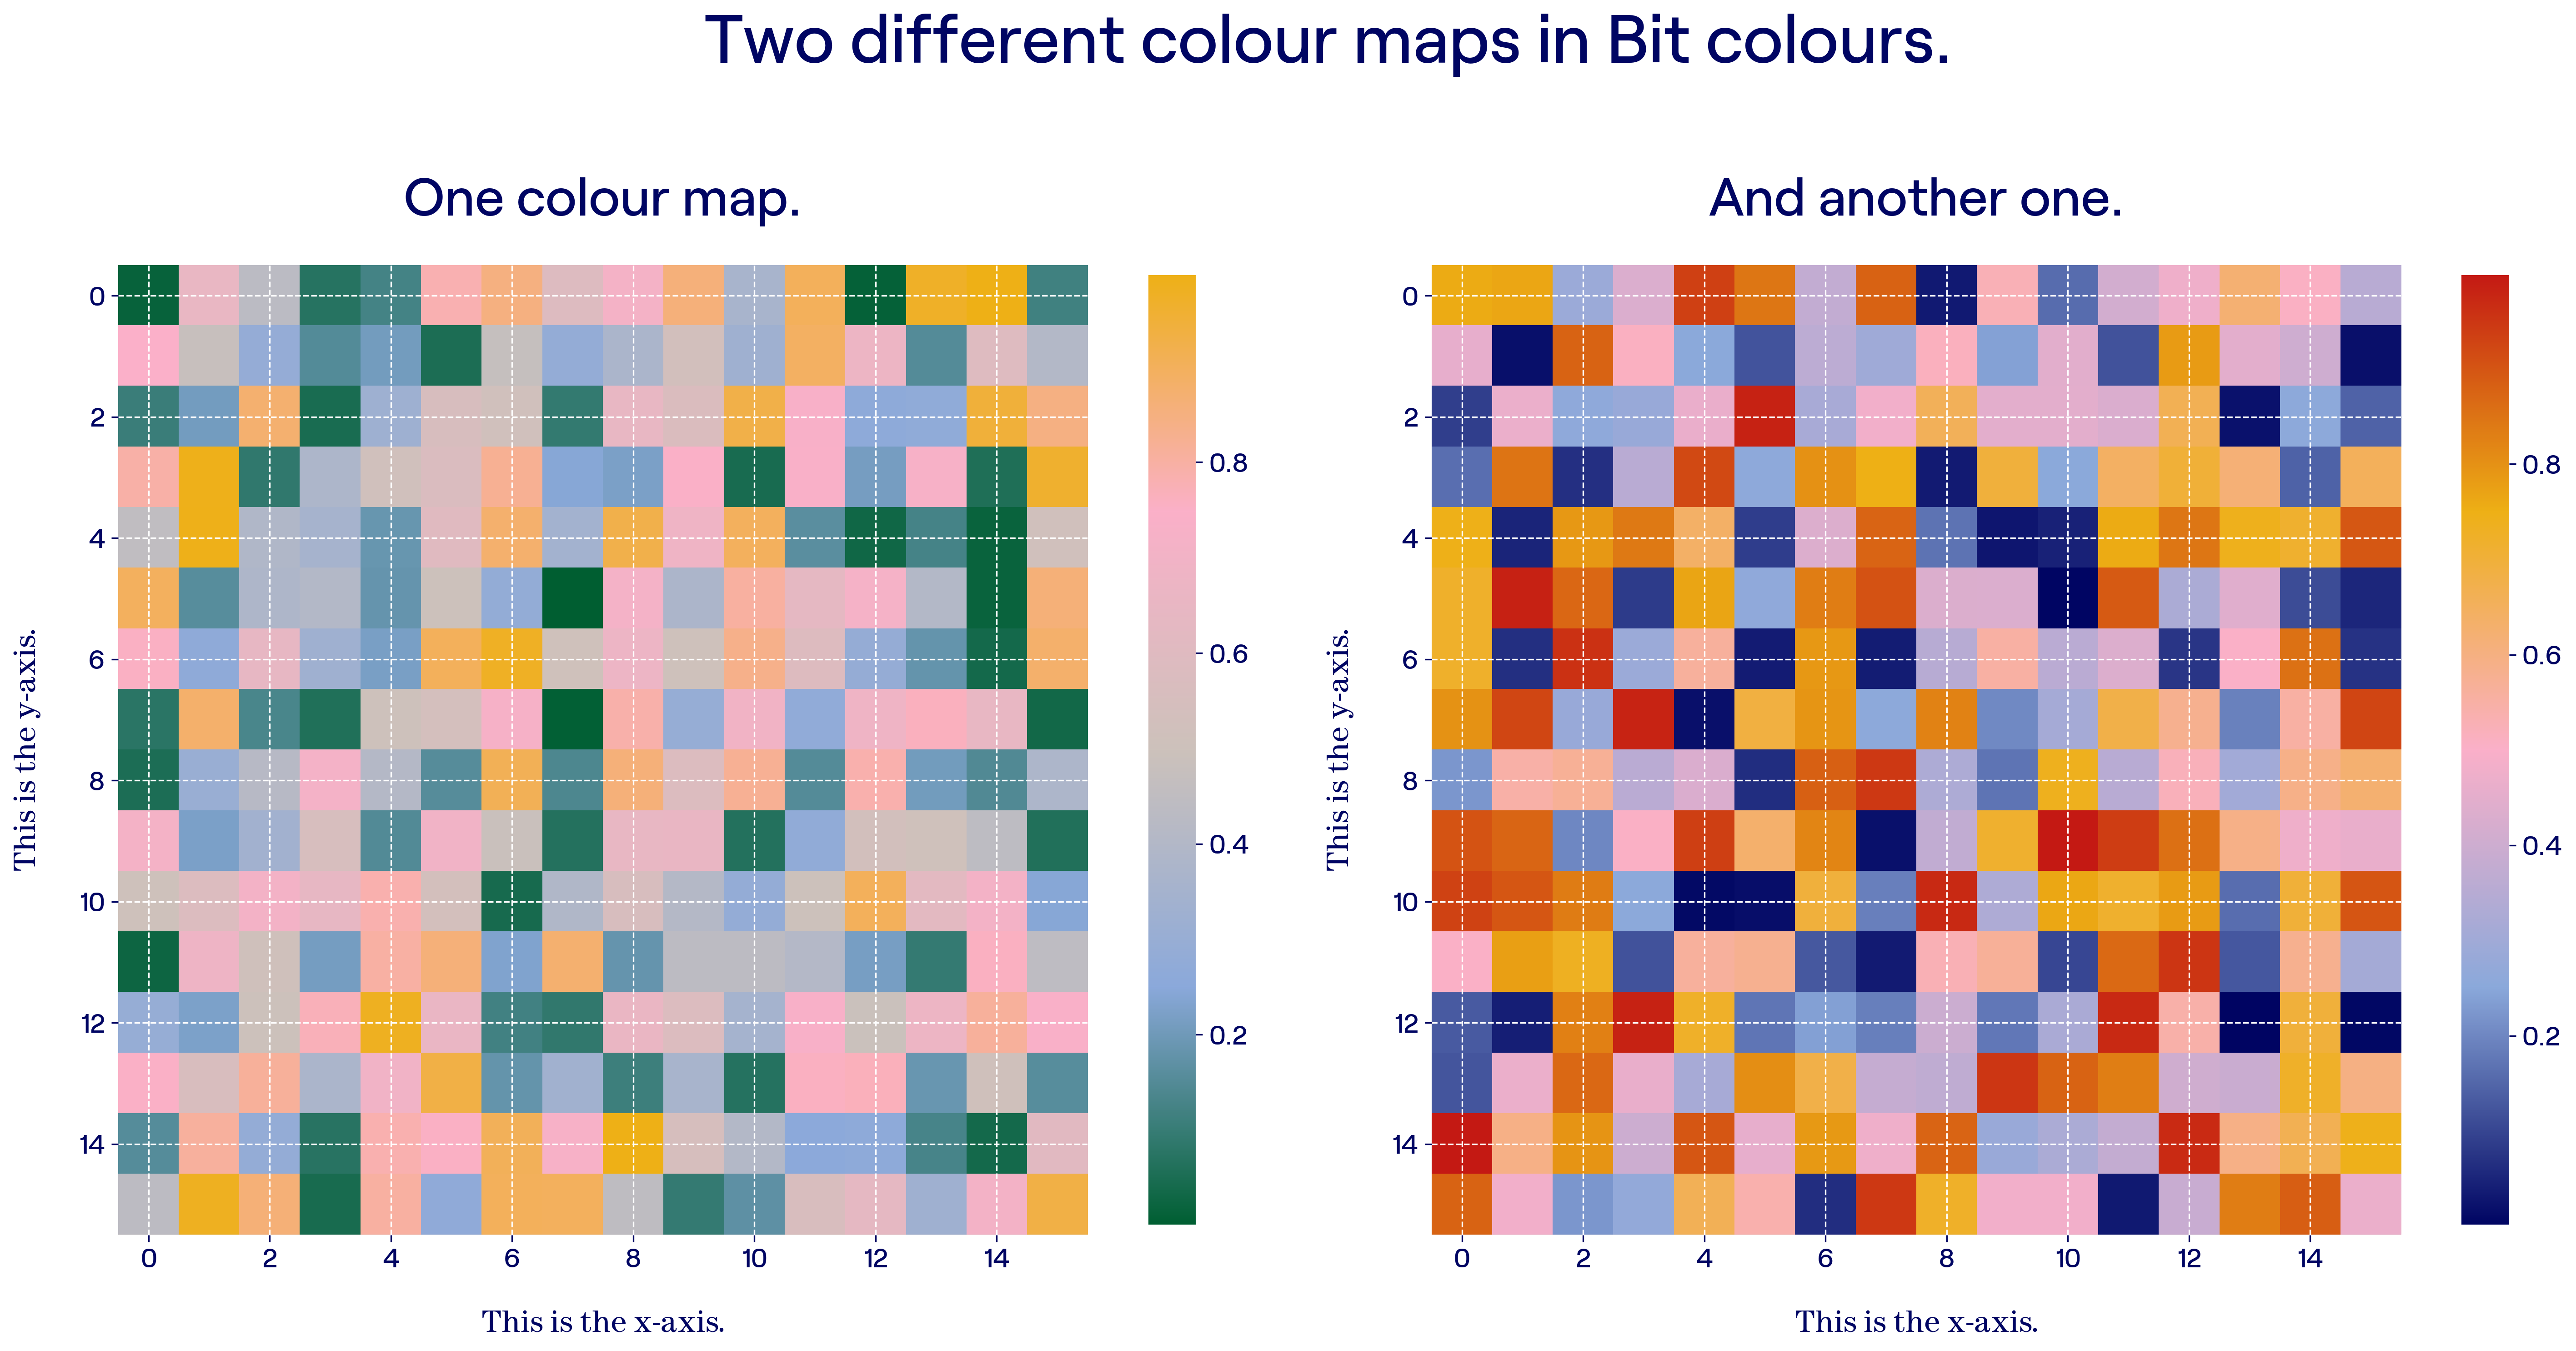 Two different colour maps in Bit colours.
One colour map.
0
2
4
6
8
10
12
14
This is the y-axis.
0 2 4 6 8 10 12 14
This is the x-axis.
0.8
0.6
0.4
0.2
And another one.
0
2
4
6
8
10
12
14
This is the y-axis.
0 2 4 6 8 10 12 14
This is the x-axis.
0.8
0.6
0.4
0.2